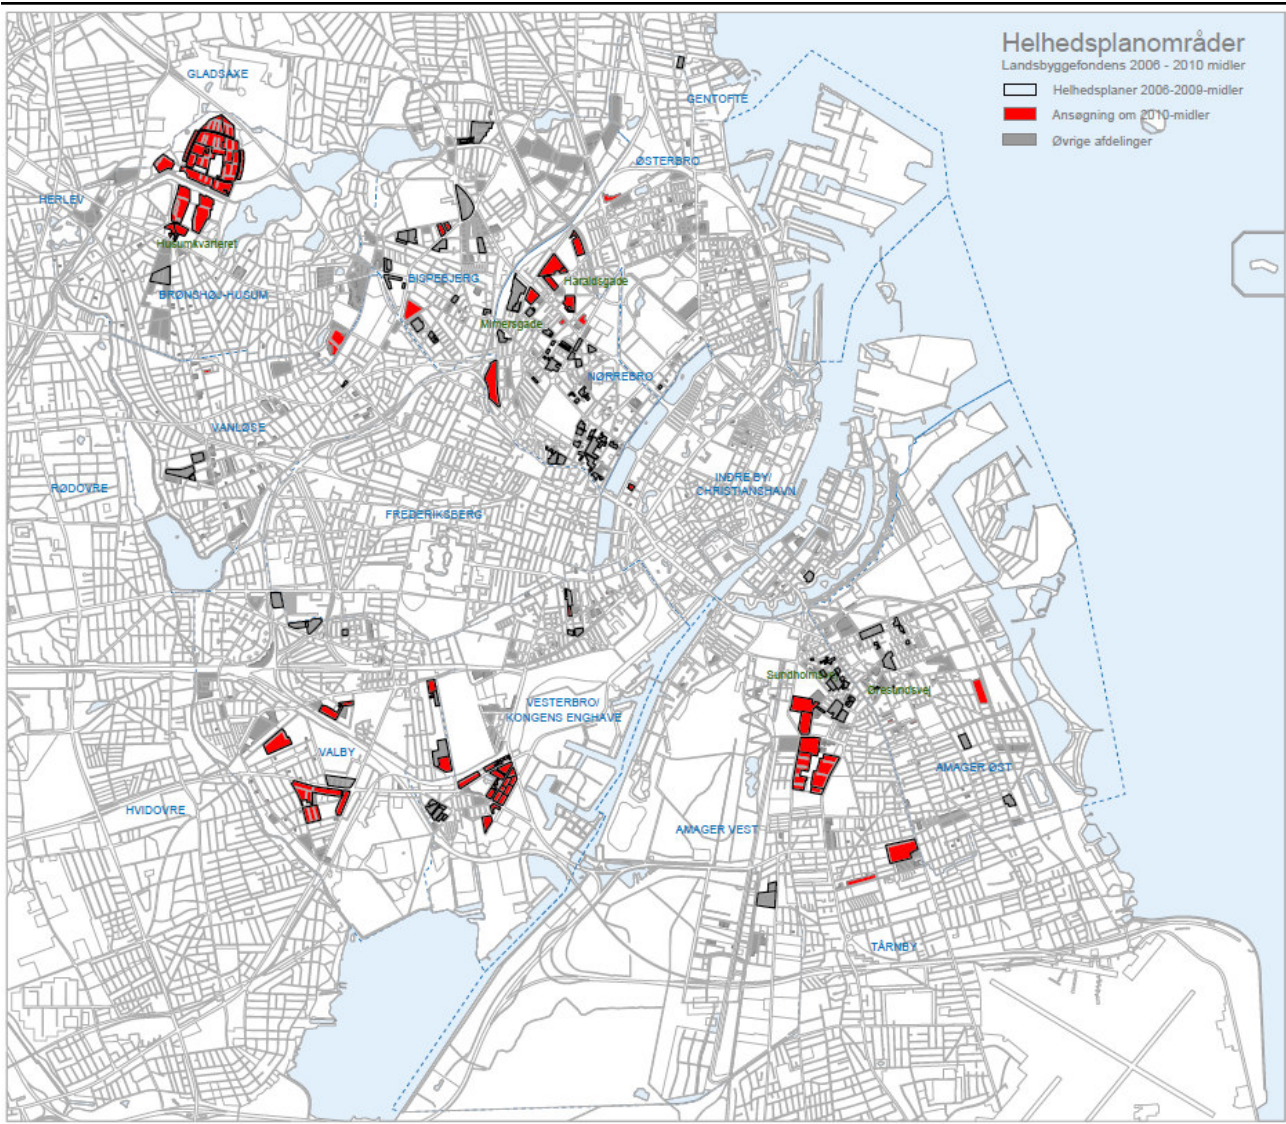 Helhedsplanområder
Landsbyggefondens 2006 - 2010 midler
Helhedsplaner 2006-2009-midler
Ansøgning om 2010-midler
Øvrige afdelinger
GLADSAXE
GENTOFTE
ØSTERBRO
HERLEV
Husumkvarteret
BISPEBJERG
Haraldsgade
BRØNSHØJ-HUSUM
Mimersgade
NØRREBRO
VANLØSE
RØDOVRE
INDRE BY/
CHRISTIANSHAVN
FREDERIKSBERG
Sundholmsvej
Øresundsvej
VESTERBRO/
KONGENS ENGHAVE
VALBY
AMAGER ØST
HVIDOVRE
AMAGER VEST
TÅRNBY